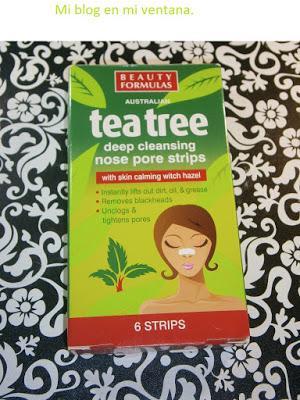 Mi blog en mi ventana.
BEAUTY
FORMULAS
AUSTRALIAN
tea tree
deep cleansing
nose pore strips
with skin calming witch hazel
• Instantly lifts out dirt, oil, & grease
• Removes blackheads
• Unclogs &
tightens pores
6 STRIPS